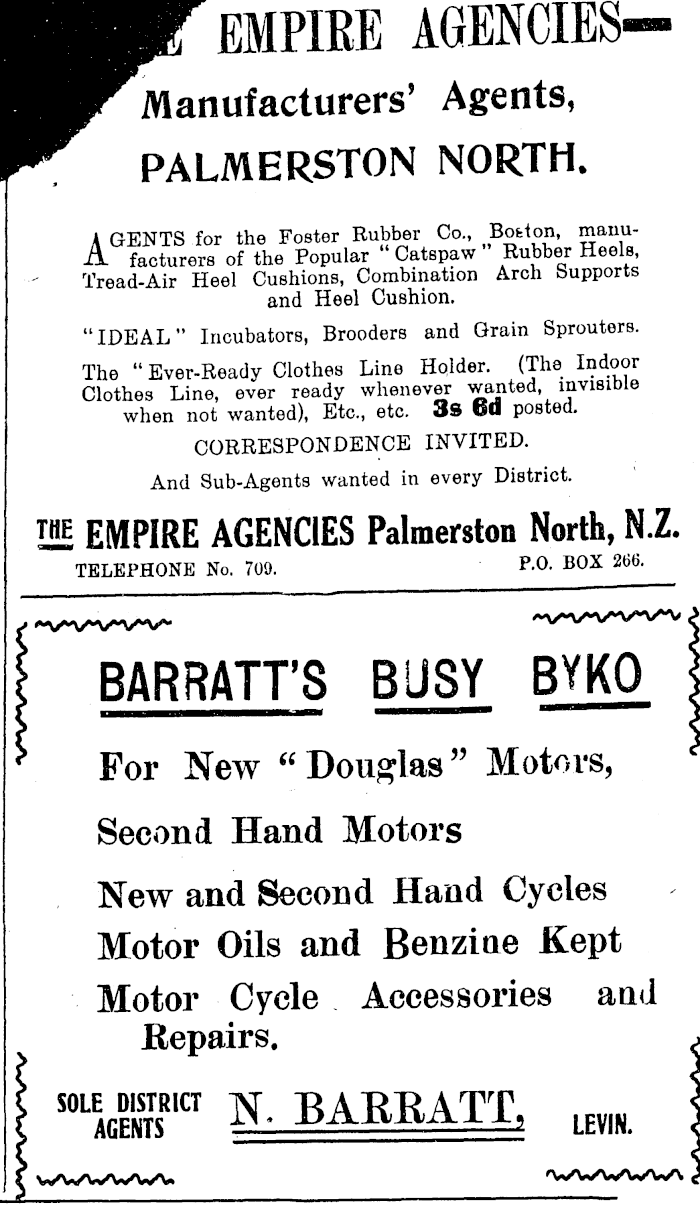 E EMPIRE AGENCIES—
Manufacturers' Agents,
PALMERSTON NORTH.
AGENTS for the Foster Rubber Co., Boston, manu-
facturers of the Popular "Catspaw" Rubber Heels,
Tread-Air Heel Cushions, Combination Arch Supports
and Heel Cushion.
"IDEAL" Incubators, Brooders and Grain Sprouters.
The "Ever-Ready Clothes Line Holder. (The Indoor
Clothes Line, ever ready whenever wanted, invisible
when not wanted), Etc., etc. 3s 6d posted.
CORRESPONDENCE INVITED.
And Sub-Agents wanted in every District.
THE EMPIRE AGENCIES Palmerston North, N.Z.
TELEPHONE No. 709. P.O. BOX 266.
BARRATT'S BUSY BYKO
For New "Douglas" Motors,
Second Hand Motors
New and Second Hand Cycles
Motor Oils and Benzine Kept
Motor Cycle Accessories and
Repairs.
SOLE DISTRICT
AGENTS
N. BARRATT,
LEVIN.